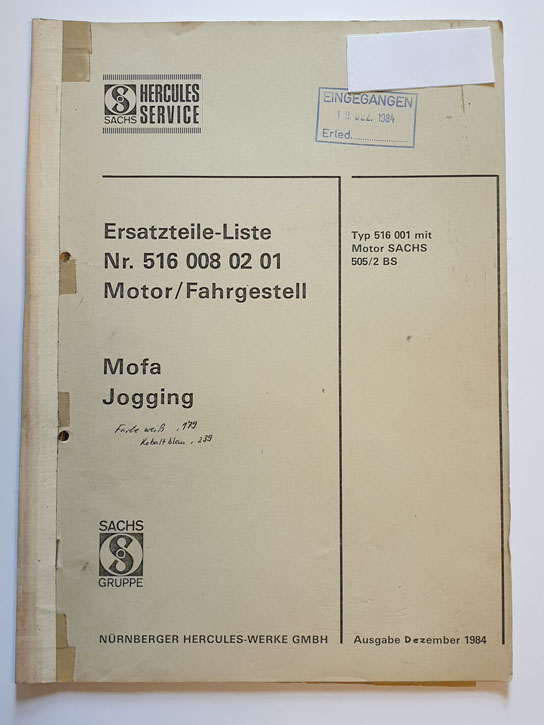 HERCULES
SACHS SERVICE
EINGEGANGEN
DEZ. 1984
Erled.
Ersatzteile-Liste
Nr. 516 008 02 01
Motor/Fahrgestell
Typ 516 001 mit
Motor SACHS
505/2 BS
Mofa
Jogging
Farbe weiß : 179
Kobaltblau : 239
SACHS
GRUPPE
NÜRNBERGER HERCULES-WERKE GMBH
Ausgabe Dezember 1984